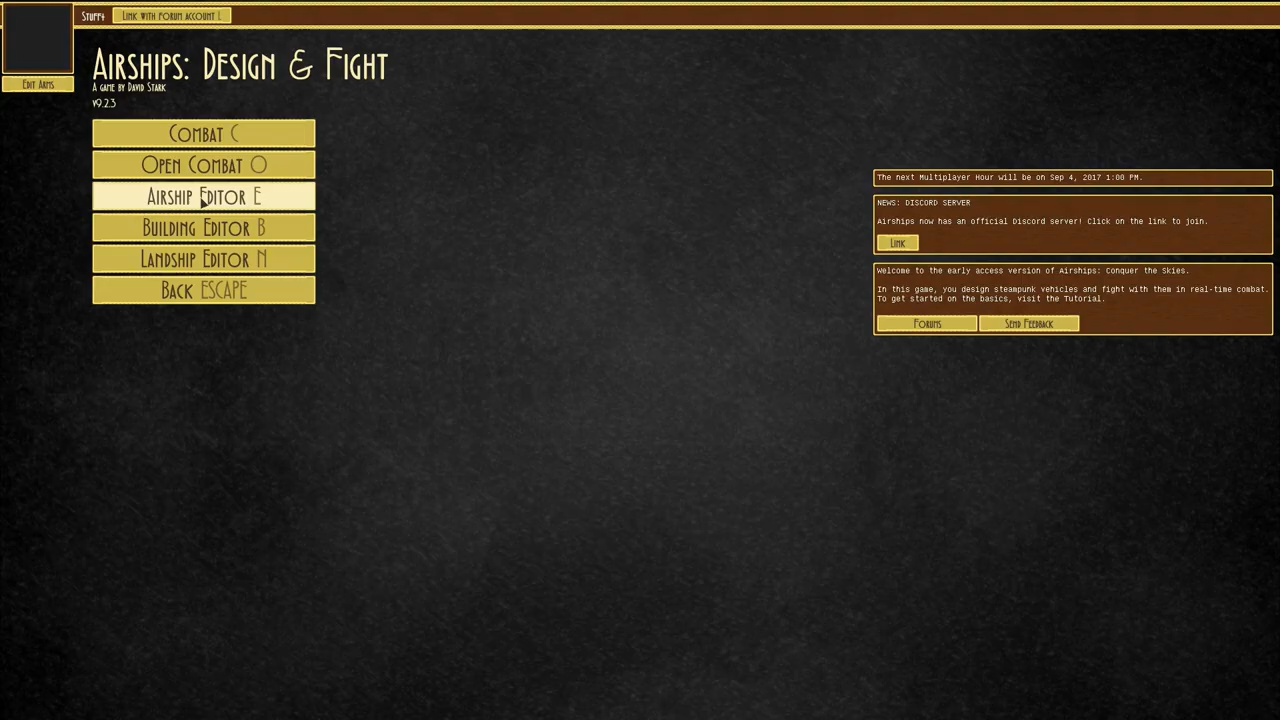 Stuff+
Link with forum account L
Edit Arms
Airships: Design & Fight
A game by David Stark
v9.2.3
Combat C
Open Combat O
Airship Editor E
Building Editor B
Landship Editor N
Back ESCAPE
The next Multiplayer Hour will be on Sep 4, 2017 1:00 PM.
NEWS: DISCORD SERVER
Airships now has an official Discord server! Click on the link to join.
Link
Welcome to the early access version of Airships: Conquer the Skies.
In this game, you design steampunk vehicles and fight with them in real-time combat.
To get started on the basics, visit the Tutorial.
Forums
Send Feedback